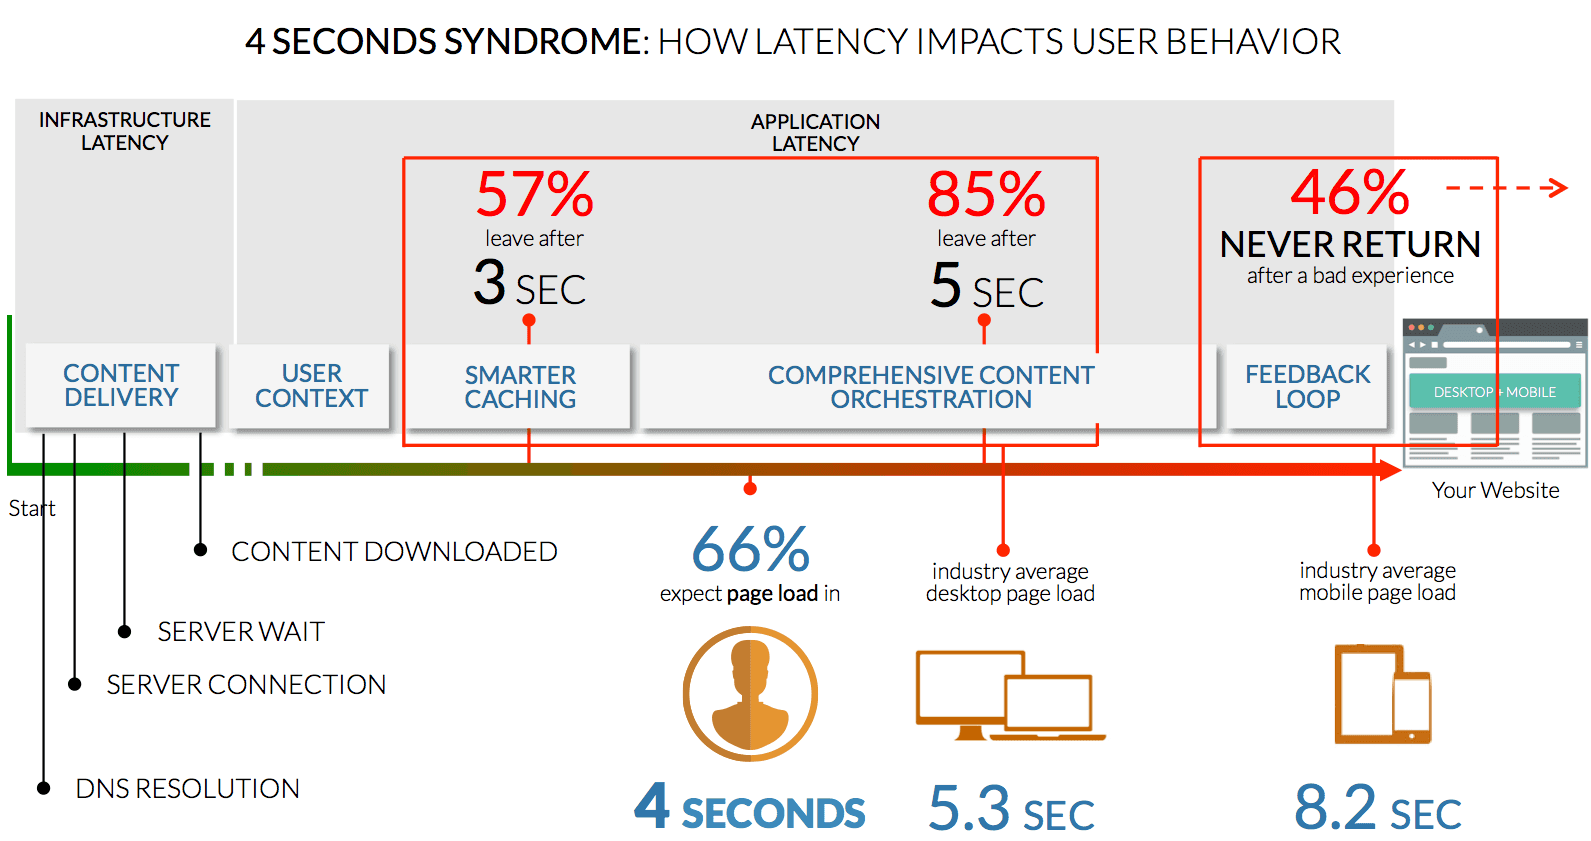 4 SECONDS SYNDROME: HOW LATENCY IMPACTS USER BEHAVIOR
INFRASTRUCTURE
LATENCY
APPLICATION
LATENCY
57%
leave after
3 SEC
85%
leave after
5 SEC
46%
NEVER RETURN
after a bad experience
CONTENT
DELIVERY
USER
CONTEXT
SMARTER
CACHING
COMPREHENSIVE CONTENT
ORCHESTRATION
FEEDBACK
LOOP
DESKTOP + MOBILE
Start
Your Website
CONTENT DOWNLOADED
SERVER WAIT
SERVER CONNECTION
DNS RESOLUTION
66%
expect page load in
4 SECONDS
industry average
desktop page load
5.3 SEC
industry average
mobile page load
8.2 SEC